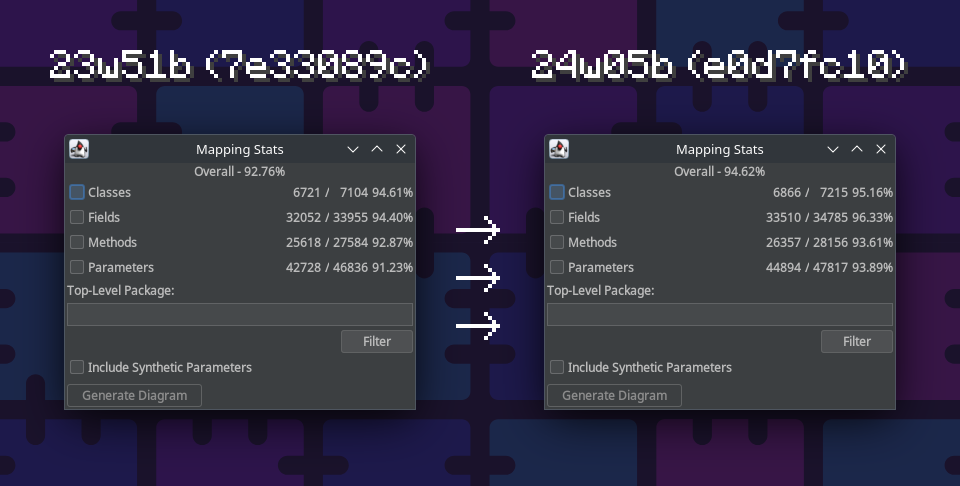 23w51b (7e33089c)
24w05b (e0d7fc10)
Mapping Stats
Overall - 92.76%
Classes 6721 / 7104 94.61%
Fields 32052 / 33955 94.40%
Methods 25618 / 27584 92.87%
Parameters 42728 / 46836 91.23%
Top-Level Package:
Filter
Include Synthetic Parameters
Generate Diagram
Mapping Stats
Overall - 94.62%
Classes 6866 / 7215 95.16%
Fields 33510 / 34785 96.33%
Methods 26357 / 28156 93.61%
Parameters 44894 / 47817 93.89%
Top-Level Package:
Filter
Include Synthetic Parameters
Generate Diagram